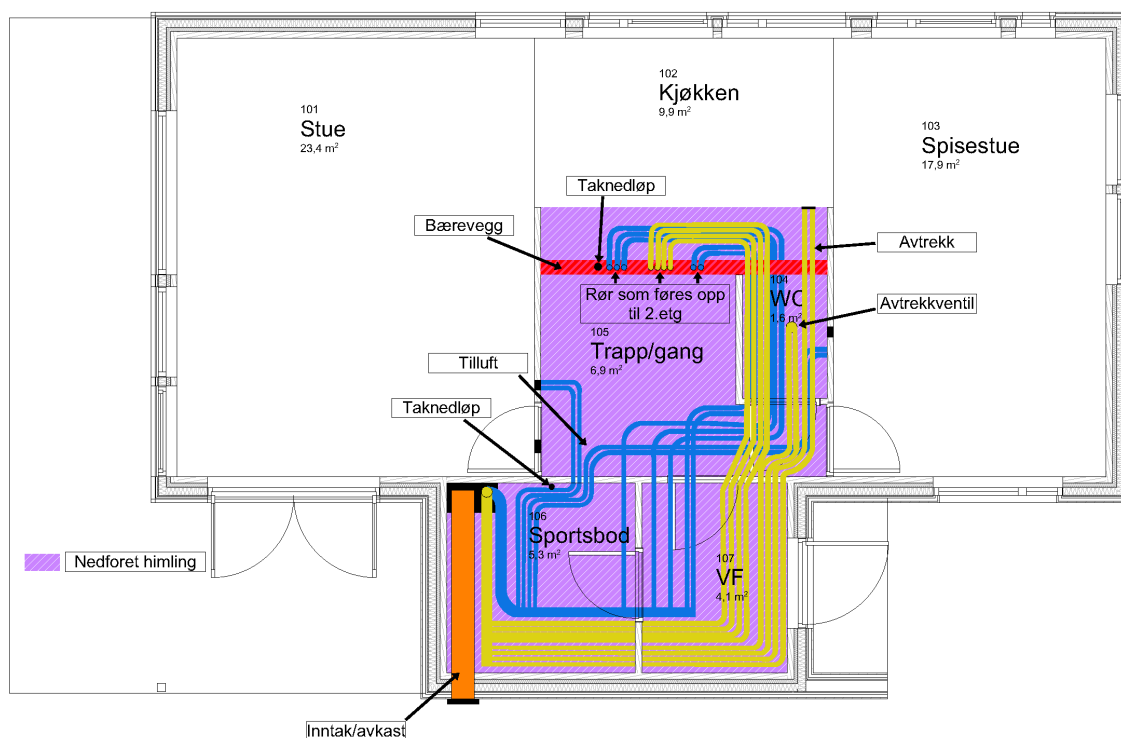 102
Kjøkken
9,9 m²
101
Stue
23,4 m²
103
Spisestue
17,9 m²
Taknedløp
Bærevegg
Avtrekk
104
WC
1,6 m²
Rør som føres opp
til 2.etg
Avtrekkventil
105
Trapp/gang
6,9 m²
Tilluft
Taknedløp
106
Sportsbod
5,3 m²
Nedforet himling
107
VF
4,1 m²
Inntak/avkast